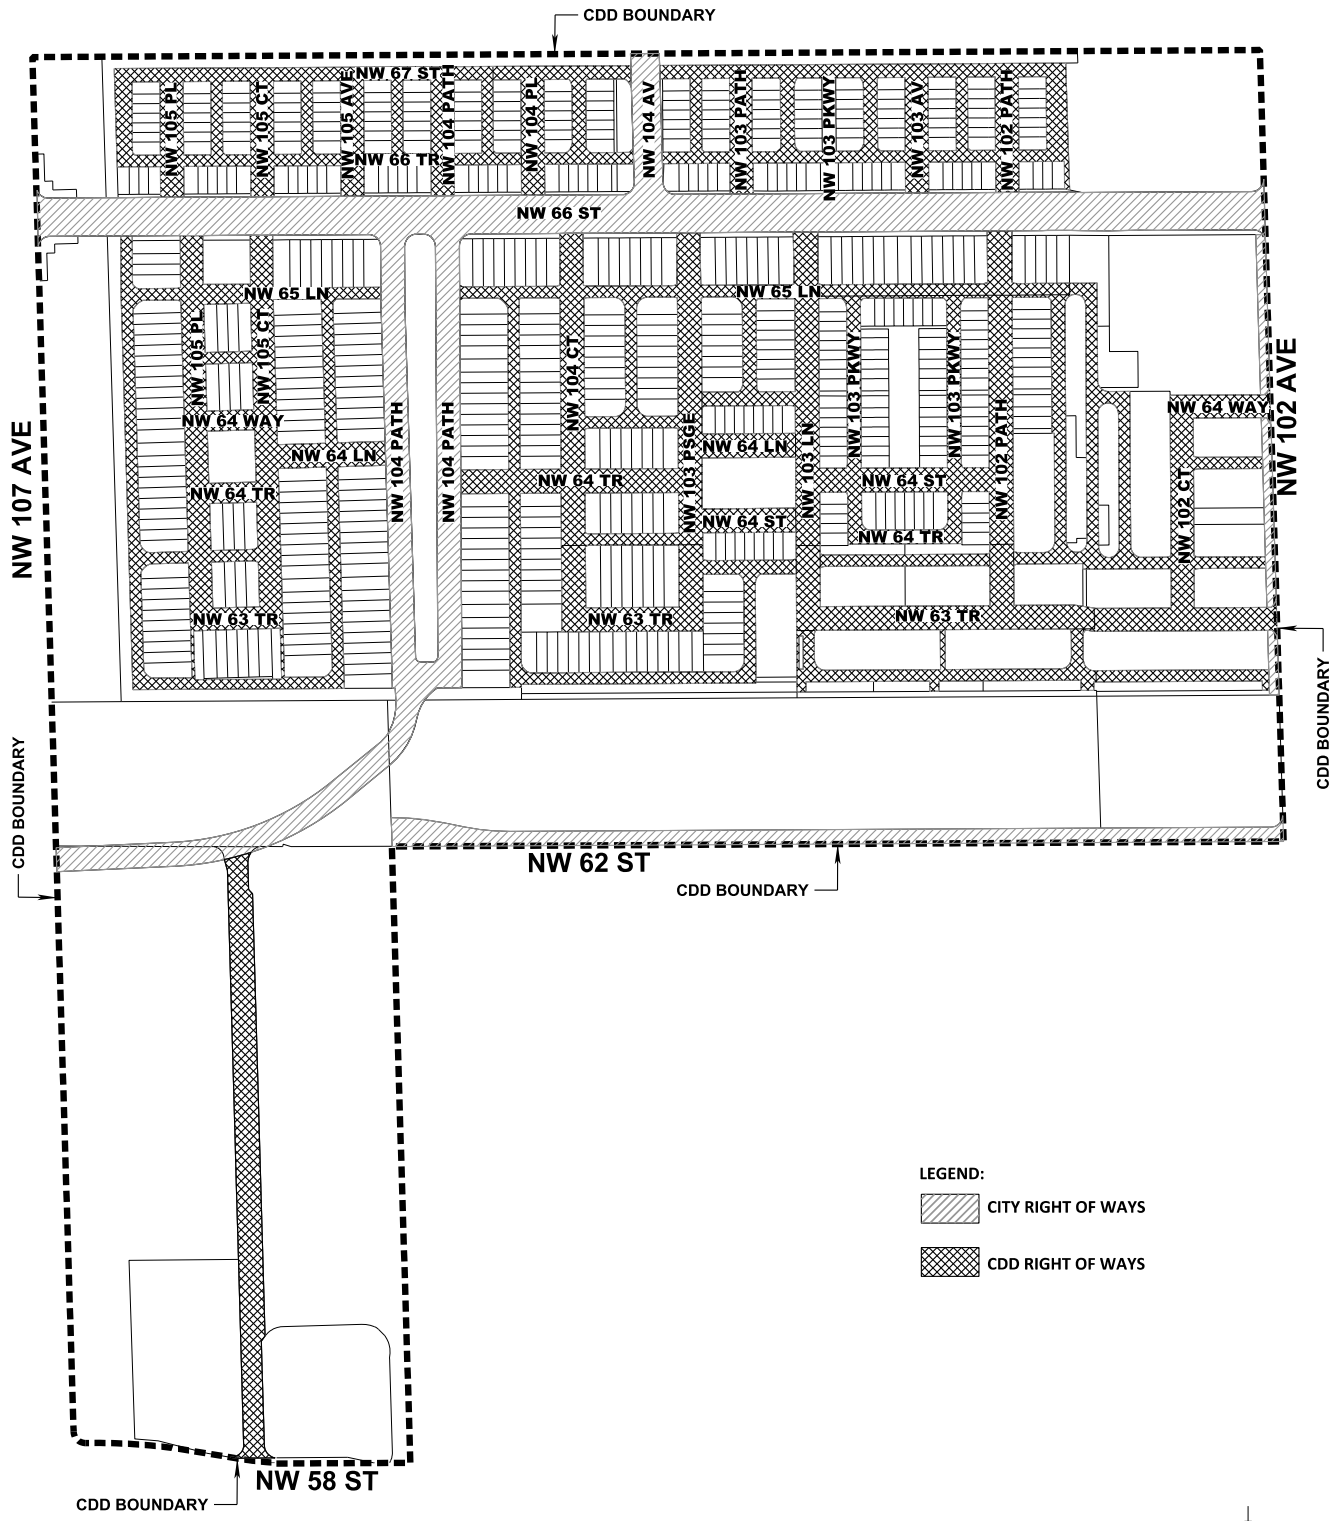 CDD BOUNDARY
NW 67 ST
NW 105 PL
NW 105 CT
NW 105 AVE
NW 104 PATH
NW 104 PL
NW 104 AV
NW 103 PATH
NW 103 PKWY
NW 103 AV
NW 102 PATH
NW 66 TR
NW 66 ST
NW 65 LN
NW 65 LN
NW 105 PL
NW 105 CT
NW 104 CT
NW 103 PKWY
NW 103 PKWY
NW 102 AVE
NW 64 WAY
NW 64 WAY
NW 104 PATH
NW 104 PATH
NW 103 PSGE
NW 103 LN
NW 102 PATH
NW 64 LN
NW 64 LN
NW 107 AVE
NW 64 TR
NW 64 TR
NW 64 ST
NW 102 CT
NW 64 ST
NW 64 TR
NW 63 TR
NW 63 TR
NW 63 TR
CDD BOUNDARY
CDD BOUNDARY
NW 62 ST
CDD BOUNDARY
LEGEND:
CITY RIGHT OF WAYS
CDD RIGHT OF WAYS
NW 58 ST
CDD BOUNDARY